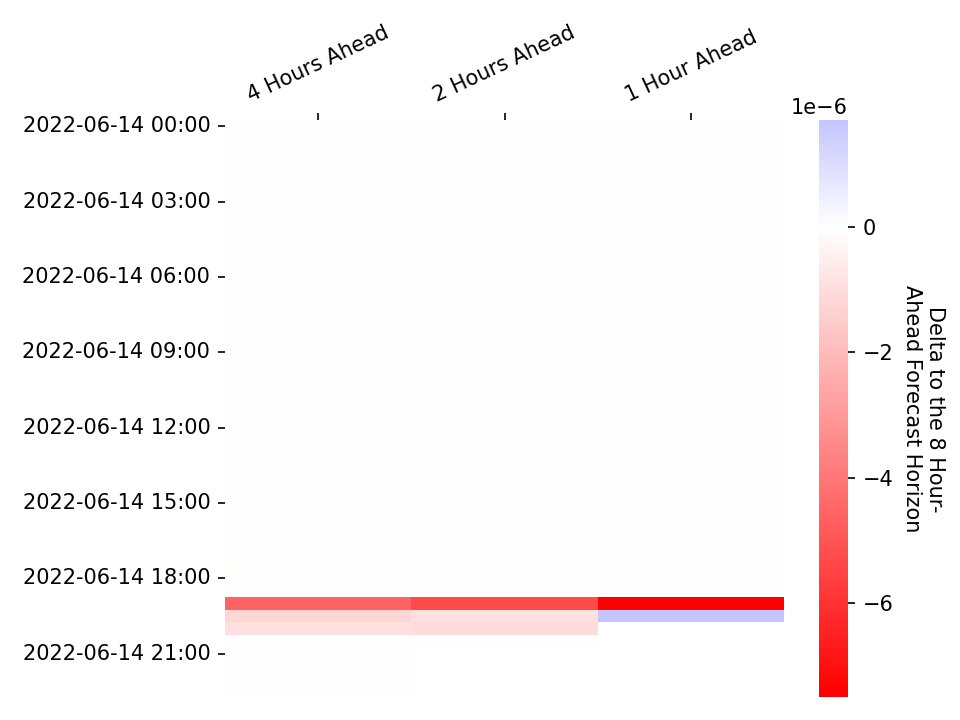 4 Hours Ahead
2 Hours Ahead
1 Hour Ahead
1e−6
2022-06-14 00:00
2022-06-14 03:00
2022-06-14 06:00
2022-06-14 09:00
2022-06-14 12:00
2022-06-14 15:00
2022-06-14 18:00
2022-06-14 21:00
0
−2
−4
−6
Delta to the 8 Hour-
Ahead Forecast Horizon